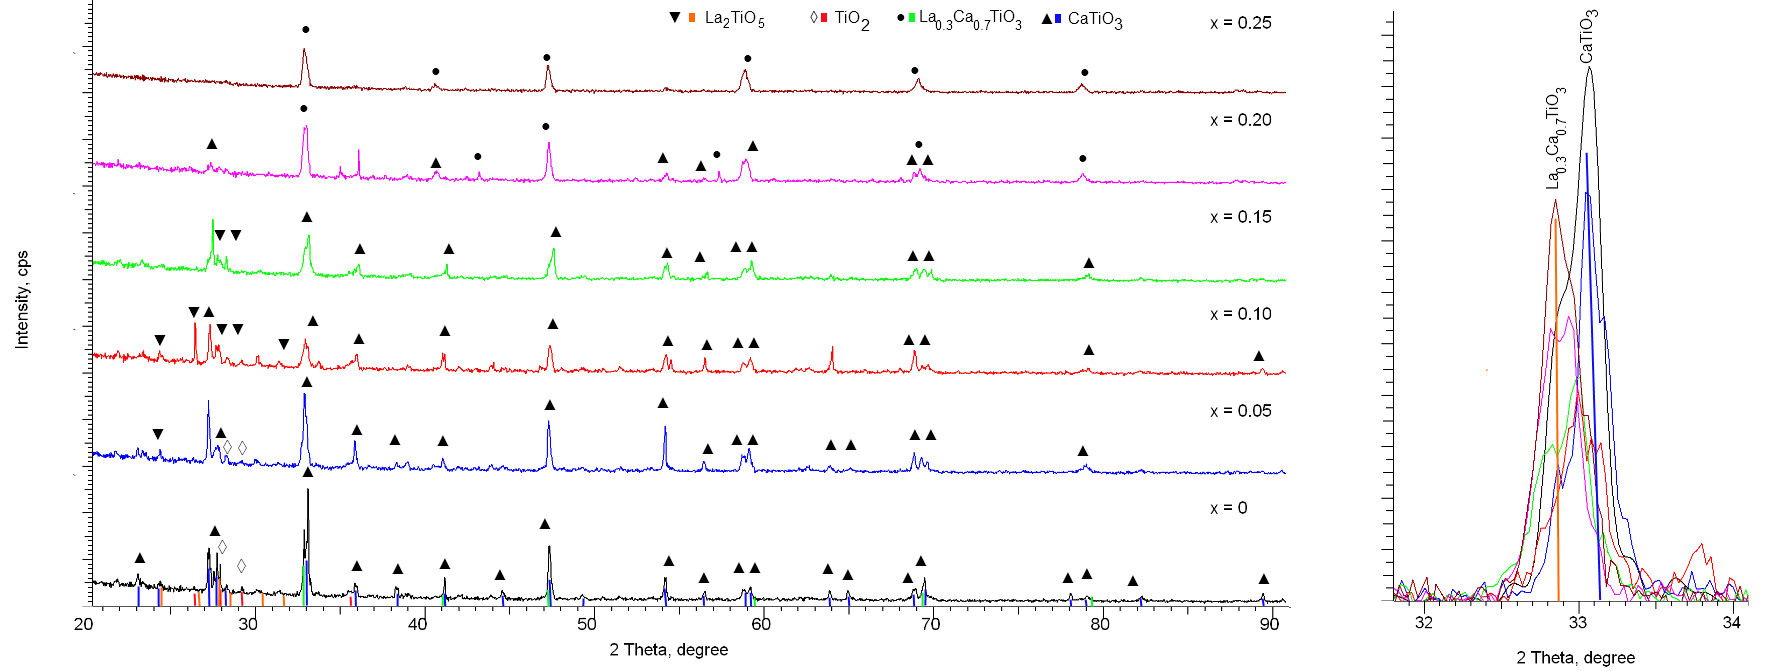 ▼ La₂TiO₅ ◊ TiO₂ ● La₀.₃Ca₀.₇TiO₃ ▲ CaTiO₃
x = 0.25
x = 0.20
x = 0.15
x = 0.10
x = 0.05
x = 0
Intensity, cps
20 30 40 50 60 70 80 90
2 Theta, degree
La₀.₃Ca₀.₇TiO₃
CaTiO₃
32 33 34
2 Theta, degree